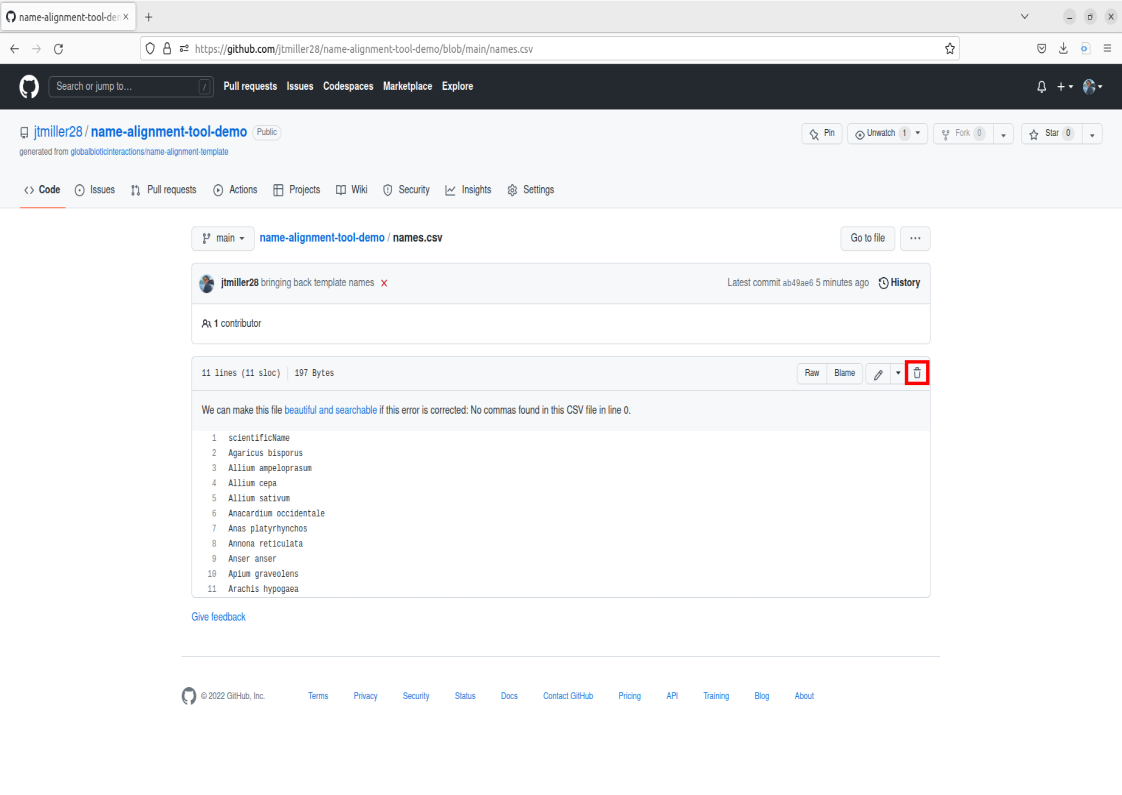 name-alignment-tool-der
https://github.com/jtmiller28/name-alignment-tool-demo/blob/main/names.csv
Search or jump to... / Pull requests Issues Codespaces Marketplace Explore
jtmiller28 / name-alignment-tool-demo Public Pin Unwatch 1 Fork 0 Star 0
generated from globalbioticinteractions/name-alignment-template
Code Issues Pull requests Actions Projects Wiki Security Insights Settings
main name-alignment-tool-demo / names.csv Go to file ...
jtmiller28 bringing back template names Latest commit ab49ae6 5 minutes ago History
1 contributor
11 lines (11 sloc) 197 Bytes Raw Blame
We can make this file beautiful and searchable if this error is corrected: No commas found in this CSV file in line 0.
1 scientificName
2 Agaricus bisporus
3 Allium ampeloprasum
4 Allium cepa
5 Allium sativum
6 Anacardium occidentale
7 Anas platyrhynchos
8 Annona reticulata
9 Anser anser
10 Apium graveolens
11 Arachis hypogaea
Give feedback
© 2022 GitHub, Inc. Terms Privacy Security Status Docs Contact GitHub Pricing API Training Blog About